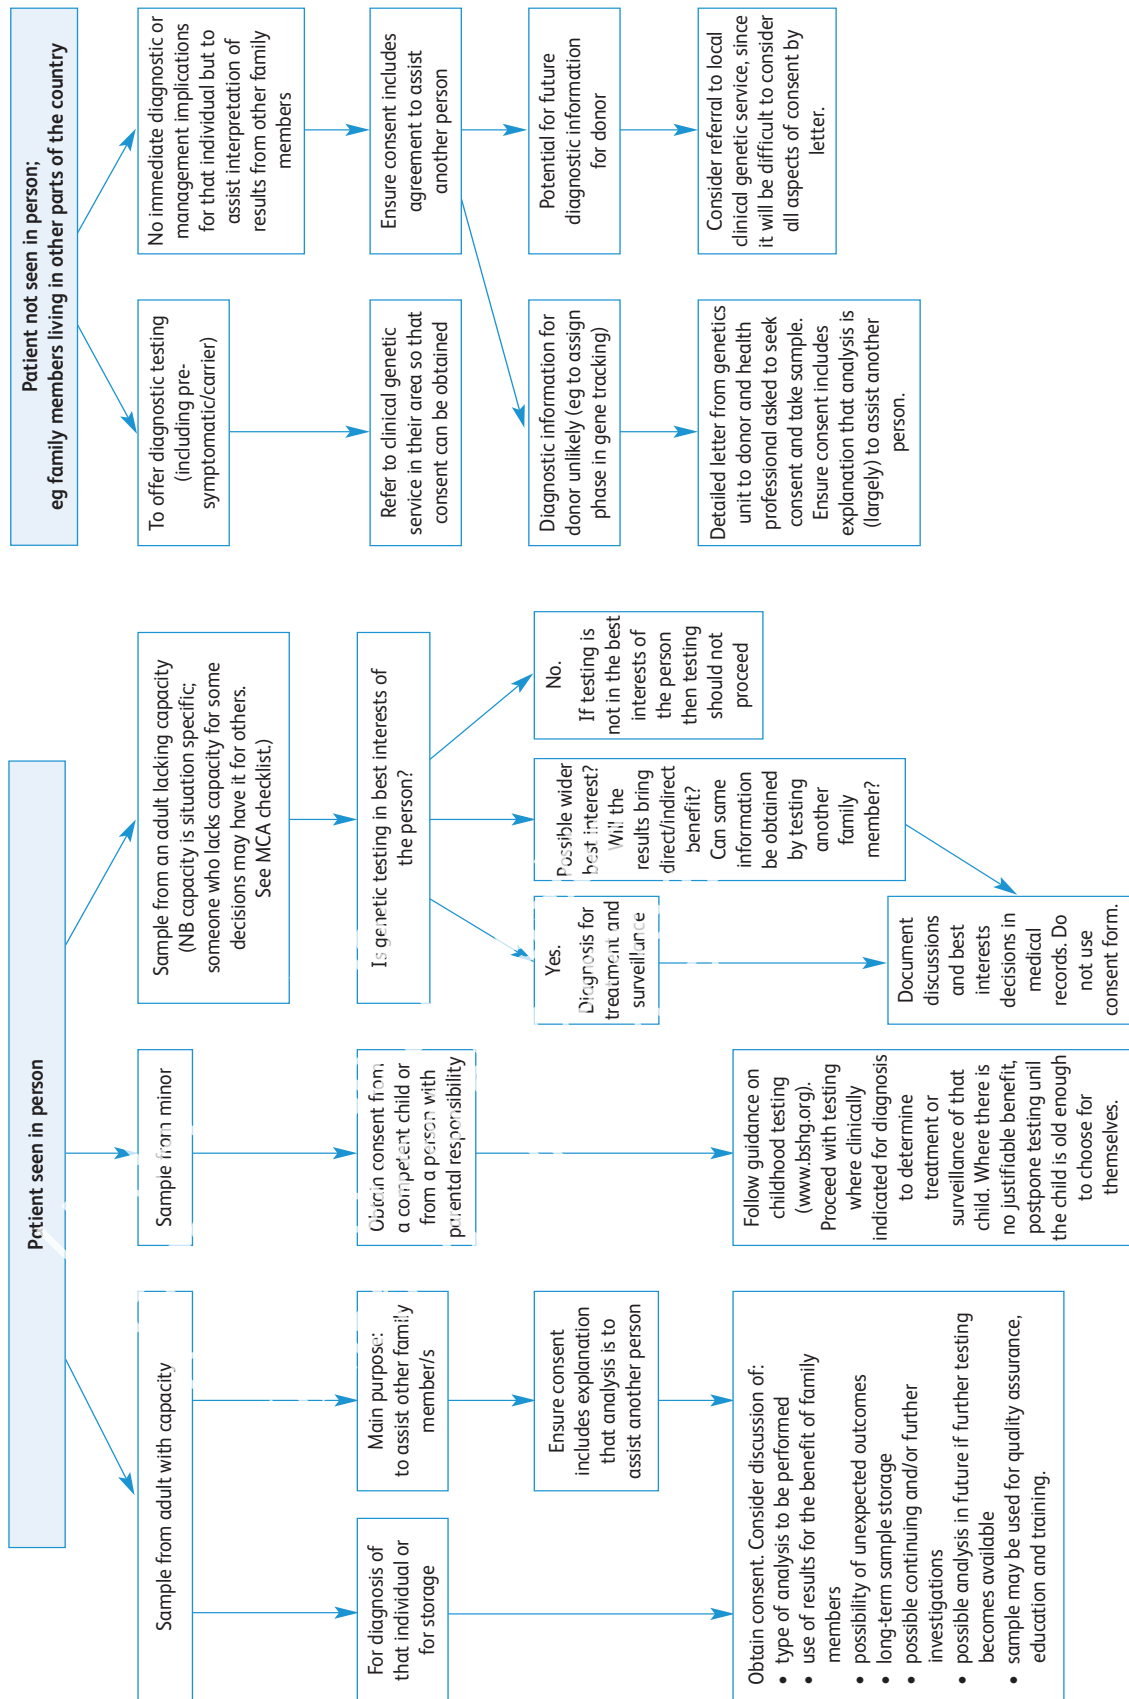 Patient seen in person
Sample from adult with capacity
For diagnosis of
that individual or
for storage
Main purpose:
to assist other family
member/s
Ensure consent
includes explanation
that analysis is to
assist another person
Obtain consent. Consider discussion of:
• type of analysis to be performed
• use of results for the benefit of family
members
• possibility of unexpected outcomes
• long-term sample storage
• possible continuing and/or further
investigations
• possible analysis in future if further testing
becomes available
• sample may be used for quality assurance,
education and training.
Sample from minor
Obtain consent from
a competent child or
from a person with
parental responsibility
Follow guidance on
childhood testing
(www.bshg.org).
Proceed with testing
where clinically
indicated for diagnosis
to determine
treatment or
surveillance of that
child. Where there is
no justifiable benefit,
postpone testing until
the child is old enough
to choose for
themselves.
Sample from an adult lacking capacity
(NB capacity is situation specific;
someone who lacks capacity for some
decisions may have it for others.
See MCA checklist.)
Is genetic testing in best interests of
the person?
Yes.
Diagnosis for
treatment and
surveillance
Possible wider
best interest?
Will the
results bring
direct/indirect
benefit?
Can same
information
be obtained
by testing
another
family
member?
No.
If testing is
not in the best
interests of
the person
then testing
should not
proceed
Document
discussions
and best
interests
decisions in
medical
records. Do
not use
consent form.
Patient not seen in person;
eg family members living in other parts of the country
To offer diagnostic testing
(including pre-
symptomatic/carrier)
Refer to clinical genetic
service in their area so that
consent can be obtained
No immediate diagnostic or
management implications
for that individual but to
assist interpretation of
results from other family
members
Ensure consent includes
agreement to assist
another person
Diagnostic information for
donor unlikely (eg to assign
phase in gene tracking)
Detailed letter from genetics
unit to donor and health
professional asked to seek
consent and take sample.
Ensure consent includes
explanation that analysis is
(largely) to assist another
person.
Potential for future
diagnostic information
for donor
Consider referral to local
clinical genetic service, since
it will be difficult to consider
all aspects of consent by
letter.